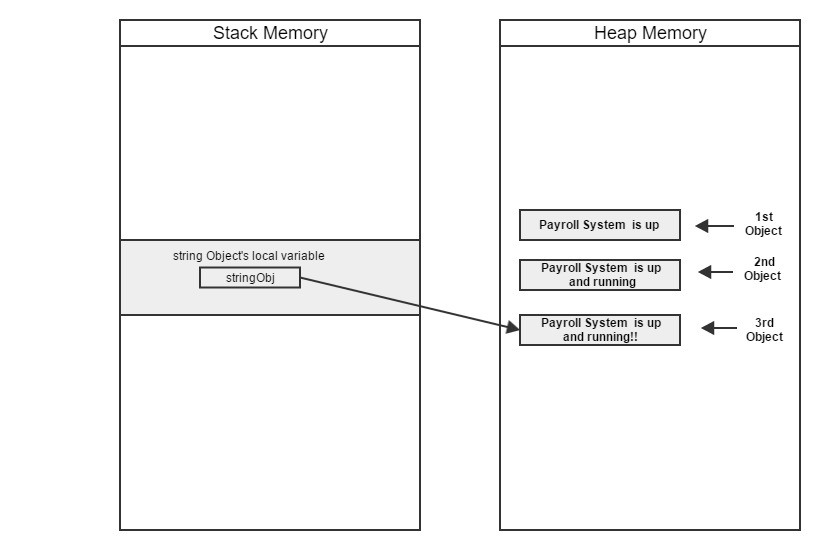 Stack Memory
Heap Memory
Payroll System  is up
1st
Object
string Object's local variable
stringObj
Payroll System  is up
and running
2nd
Object
Payroll System  is up
and running!!
3rd
Object